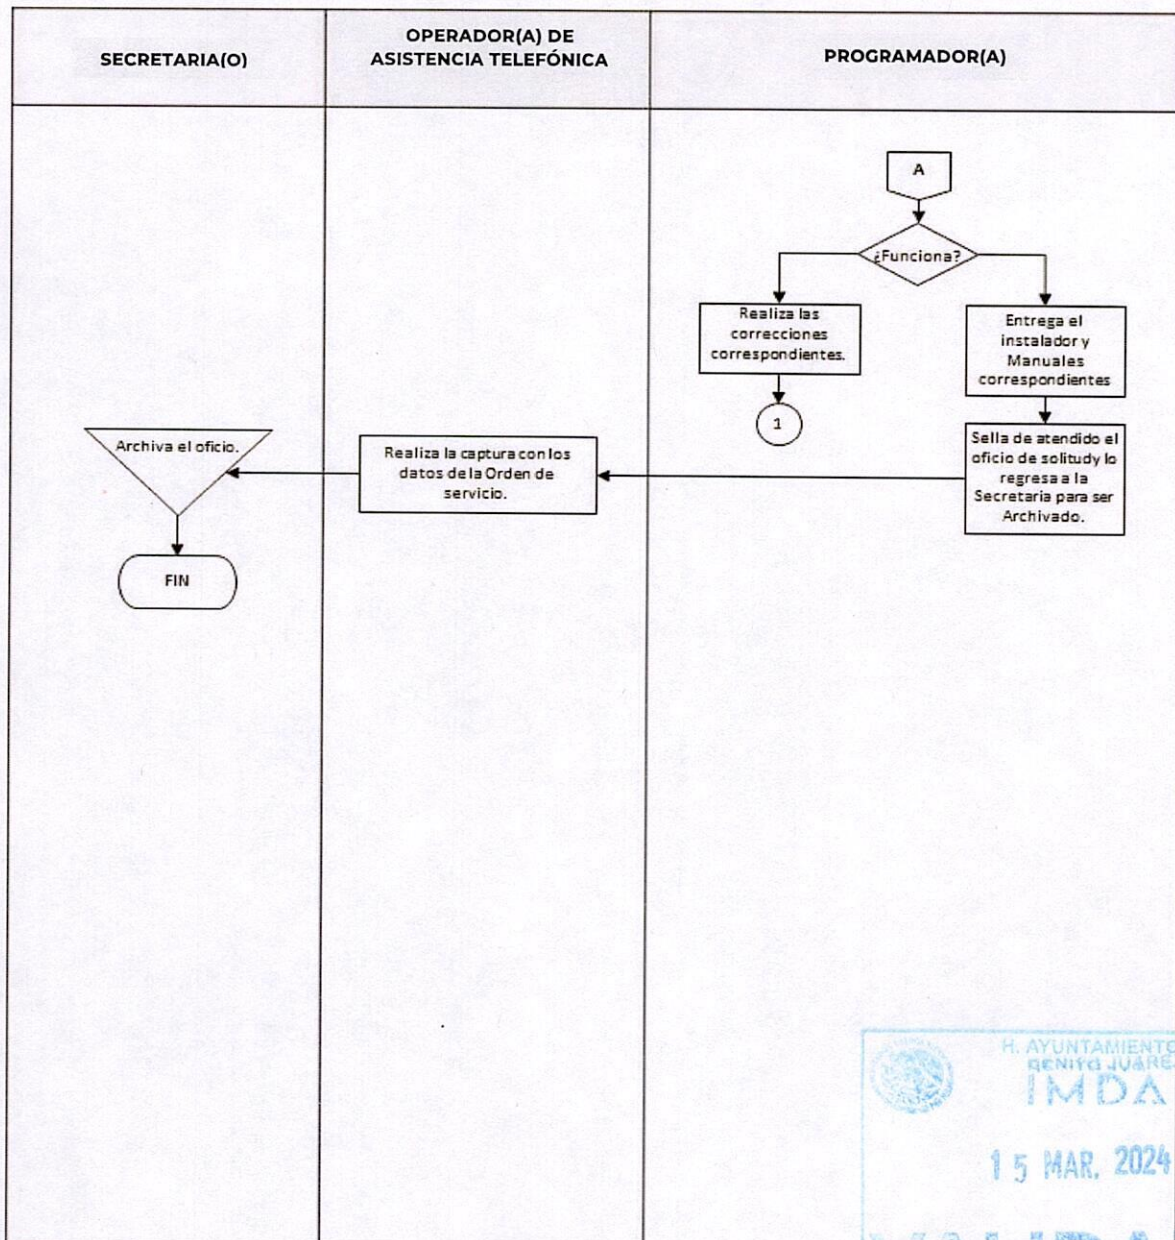 SECRETARIA(O)
OPERADOR(A) DE
ASISTENCIA TELEFÓNICA
PROGRAMADOR(A)
A
¿Funciona?
Realiza las
correcciones
correspondientes.
Entrega el
instalador y
Manuales
correspondientes
1
Archiva el oficio.
Realiza la captura con los
datos de la Orden de
servicio.
Sella de atendido el
oficio de solitud y lo
regresa a la
Secretaria para ser
Archivado.
FIN
H. AYUNTAMIENTO
BENITO JUÁRE
IMDA
15 MAR. 2024